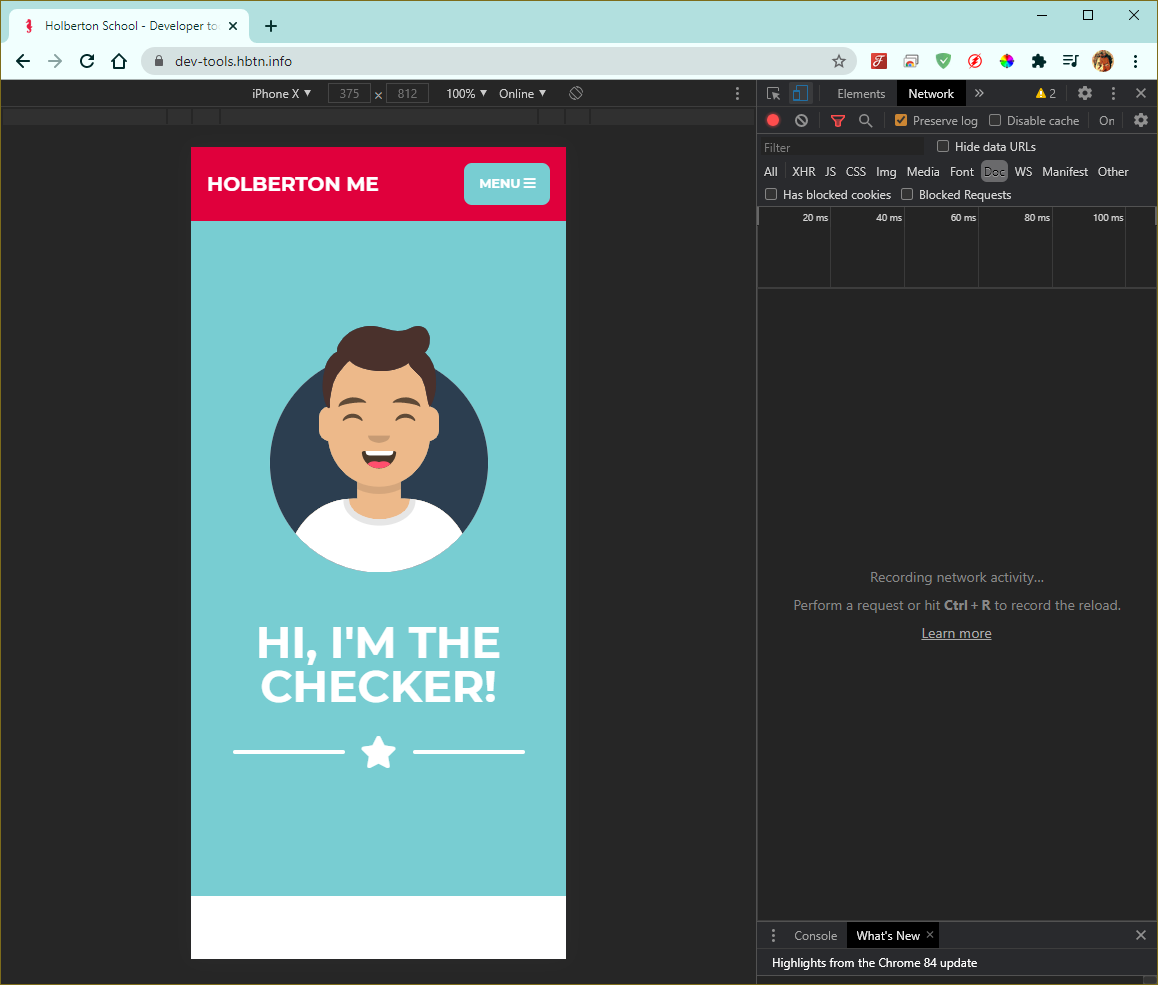 Holberton School - Developer to
dev-tools.hbtn.info
iPhone X 375 × 812 100% Online
Elements Network » 2
Preserve log Disable cache On
Filter Hide data URLs
All XHR JS CSS Img Media Font Doc WS Manifest Other
Has blocked cookies Blocked Requests
20 ms 40 ms 60 ms 80 ms 100 ms
HOLBERTON ME MENU
HI, I'M THE
CHECKER!
Recording network activity...
Perform a request or hit Ctrl + R to record the reload.
Learn more
Console What's New ×
Highlights from the Chrome 84 update